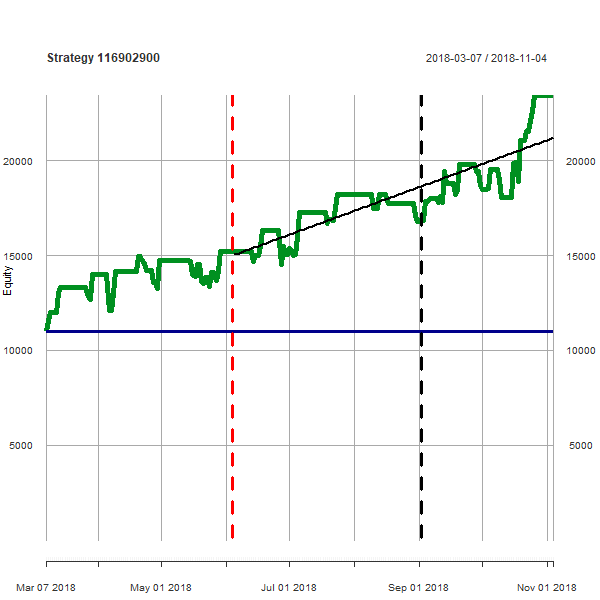 Strategy 116902900
2018-03-07 / 2018-11-04
20000
20000
15000
15000
Equity
10000
10000
5000
5000
Mar 07 2018
May 01 2018
Jul 01 2018
Sep 01 2018
Nov 01 2018